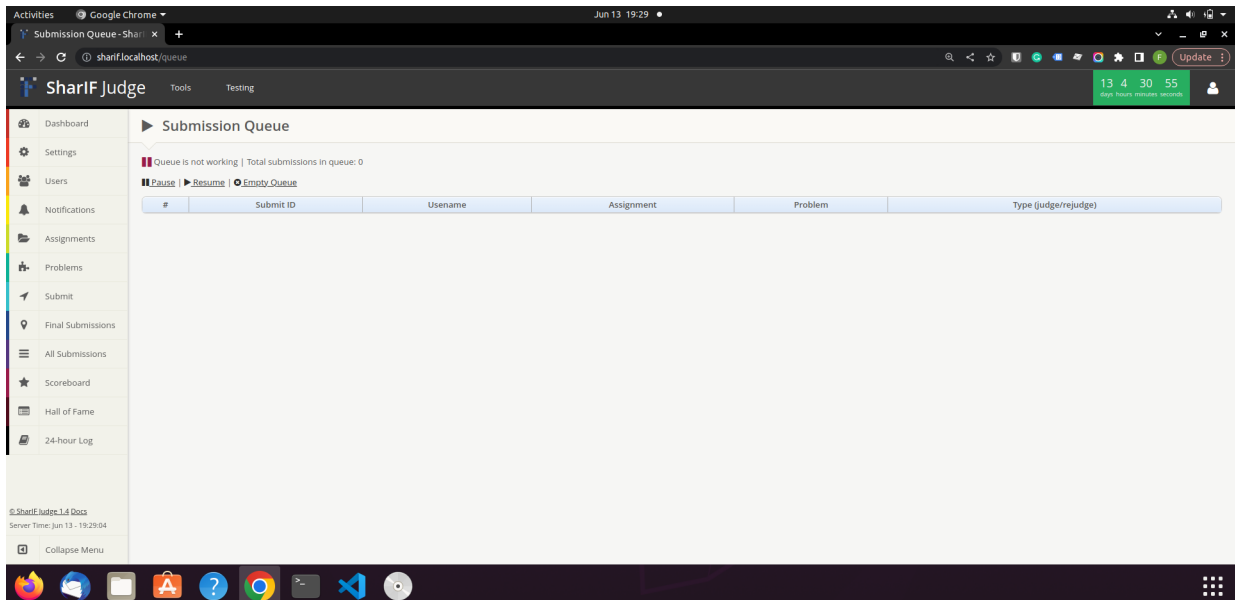 Activities Google Chrome Jun 13 19:29
Submission Queue - Shari
sharif.localhost/queue Update
SharIF Judge Tools Testing 13 4 30 55
days hours minutes seconds
Dashboard
Settings
Users
Notifications
Assignments
Problems
Submit
Final Submissions
All Submissions
Scoreboard
Hall of Fame
24-hour Log
© SharIF Judge 1.4 Docs
Server Time: Jun 13 - 19:29:04
Collapse Menu
Submission Queue
Queue is not working | Total submissions in queue: 0
Pause | Resume | Empty Queue
# Submit ID Usename Assignment Problem Type (judge/rejudge)